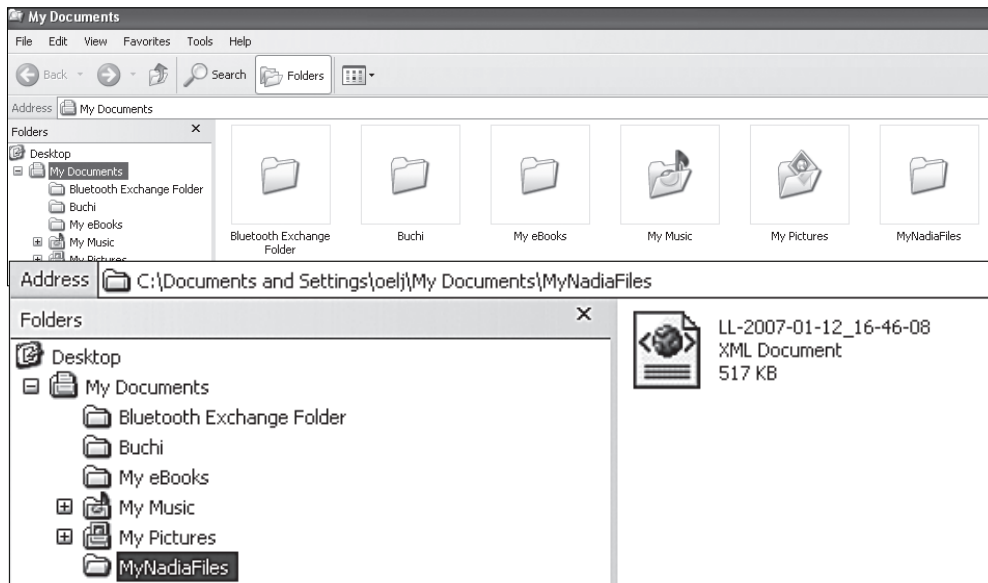 My Documents
File Edit View Favorites Tools Help
Back Search Folders
Address My Documents
Folders
Desktop
My Documents
Bluetooth Exchange Folder
Buchi
My eBooks
My Music
My Pictures
Bluetooth Exchange
Folder
Buchi
My eBooks
My Music
My Pictures
MyNadiaFiles
Address C:\Documents and Settings\oelj\My Documents\MyNadiaFiles
Folders
Desktop
My Documents
Bluetooth Exchange Folder
Buchi
My eBooks
My Music
My Pictures
MyNadiaFiles
LL-2007-01-12_16-46-08
XML Document
517 KB